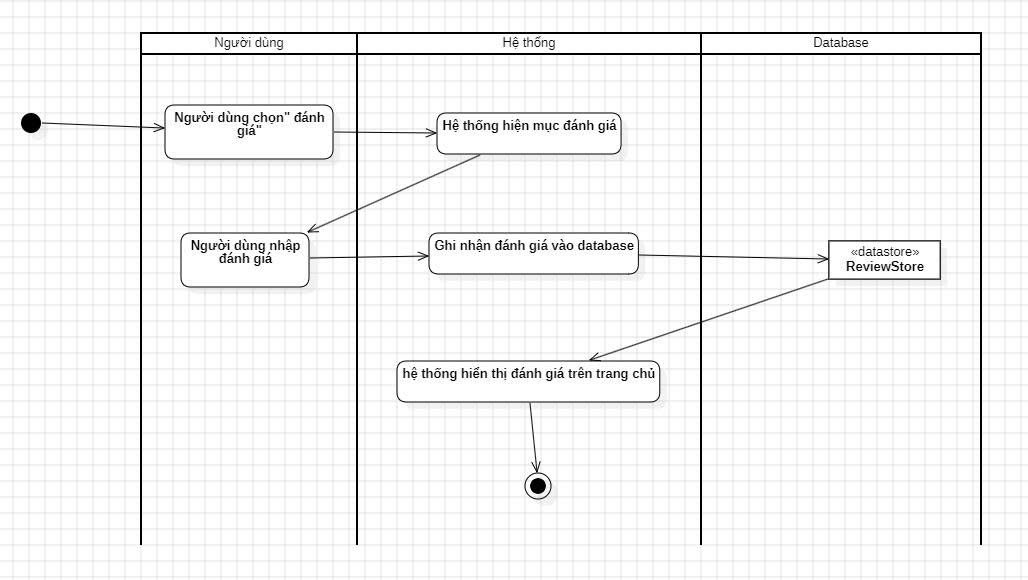 Người dùng
Hệ thống
Database
Người dùng chọn" đánh
giá"
Hệ thống hiện mục đánh giá
Người dùng nhập
đánh giá
Ghi nhận đánh giá vào database
«datastore»
ReviewStore
hệ thống hiển thị đánh giá trên trang chủ